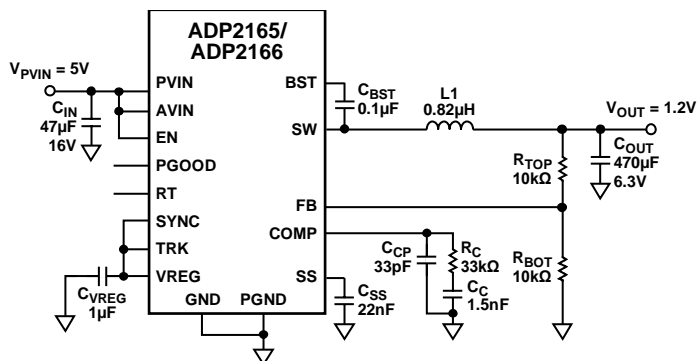 ADP2165/
ADP2166
V_PVIN = 5V
C_IN
47µF
16V
PVIN
AVIN
EN
PGOOD
RT
SYNC
TRK
VREG
C_VREG
1µF
GND
PGND
BST
SW
FB
COMP
SS
C_BST
0.1µF
L1
0.82µH
V_OUT = 1.2V
C_OUT
470µF
6.3V
R_TOP
10kΩ
R_BOT
10kΩ
C_CP
33pF
R_C
33kΩ
C_C
1.5nF
C_SS
22nF